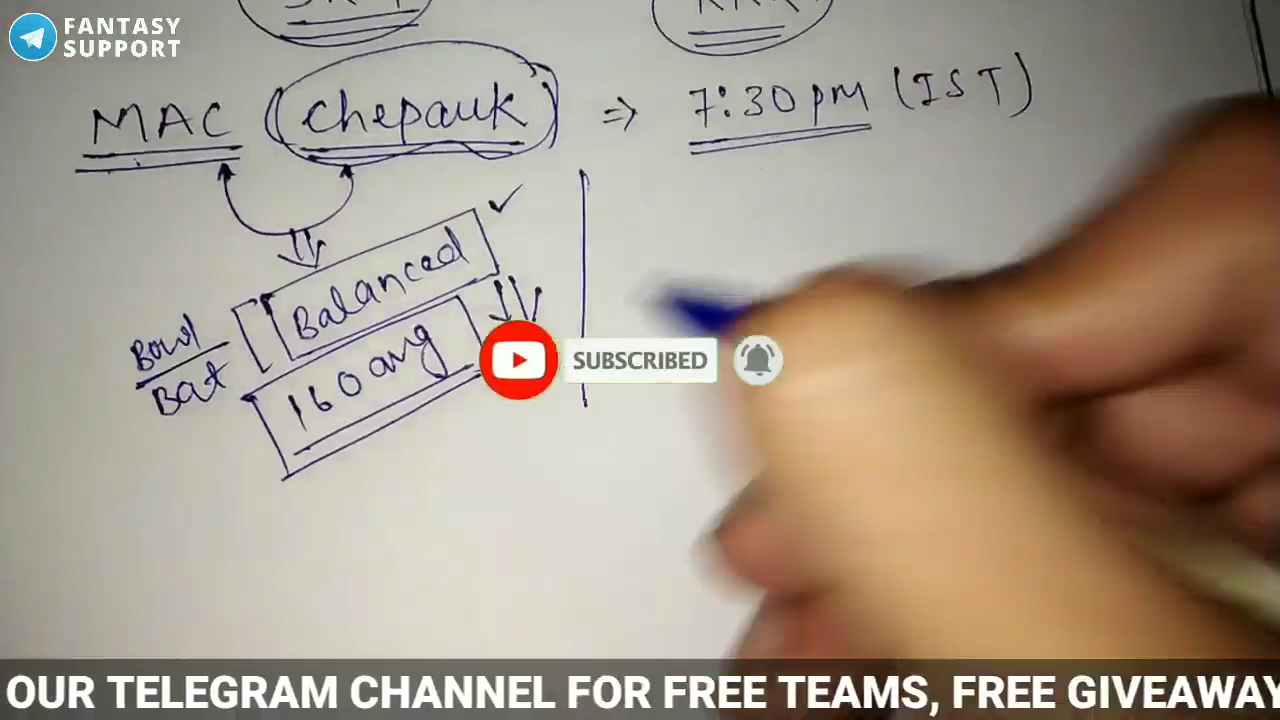 FANTASY
SUPPORT
MAC (chepauk) => 7:30 pm (IST)
Balanced
Bowl
Bat
160 avg
SUBSCRIBED
OUR TELEGRAM CHANNEL FOR FREE TEAMS, FREE GIVEAWAY